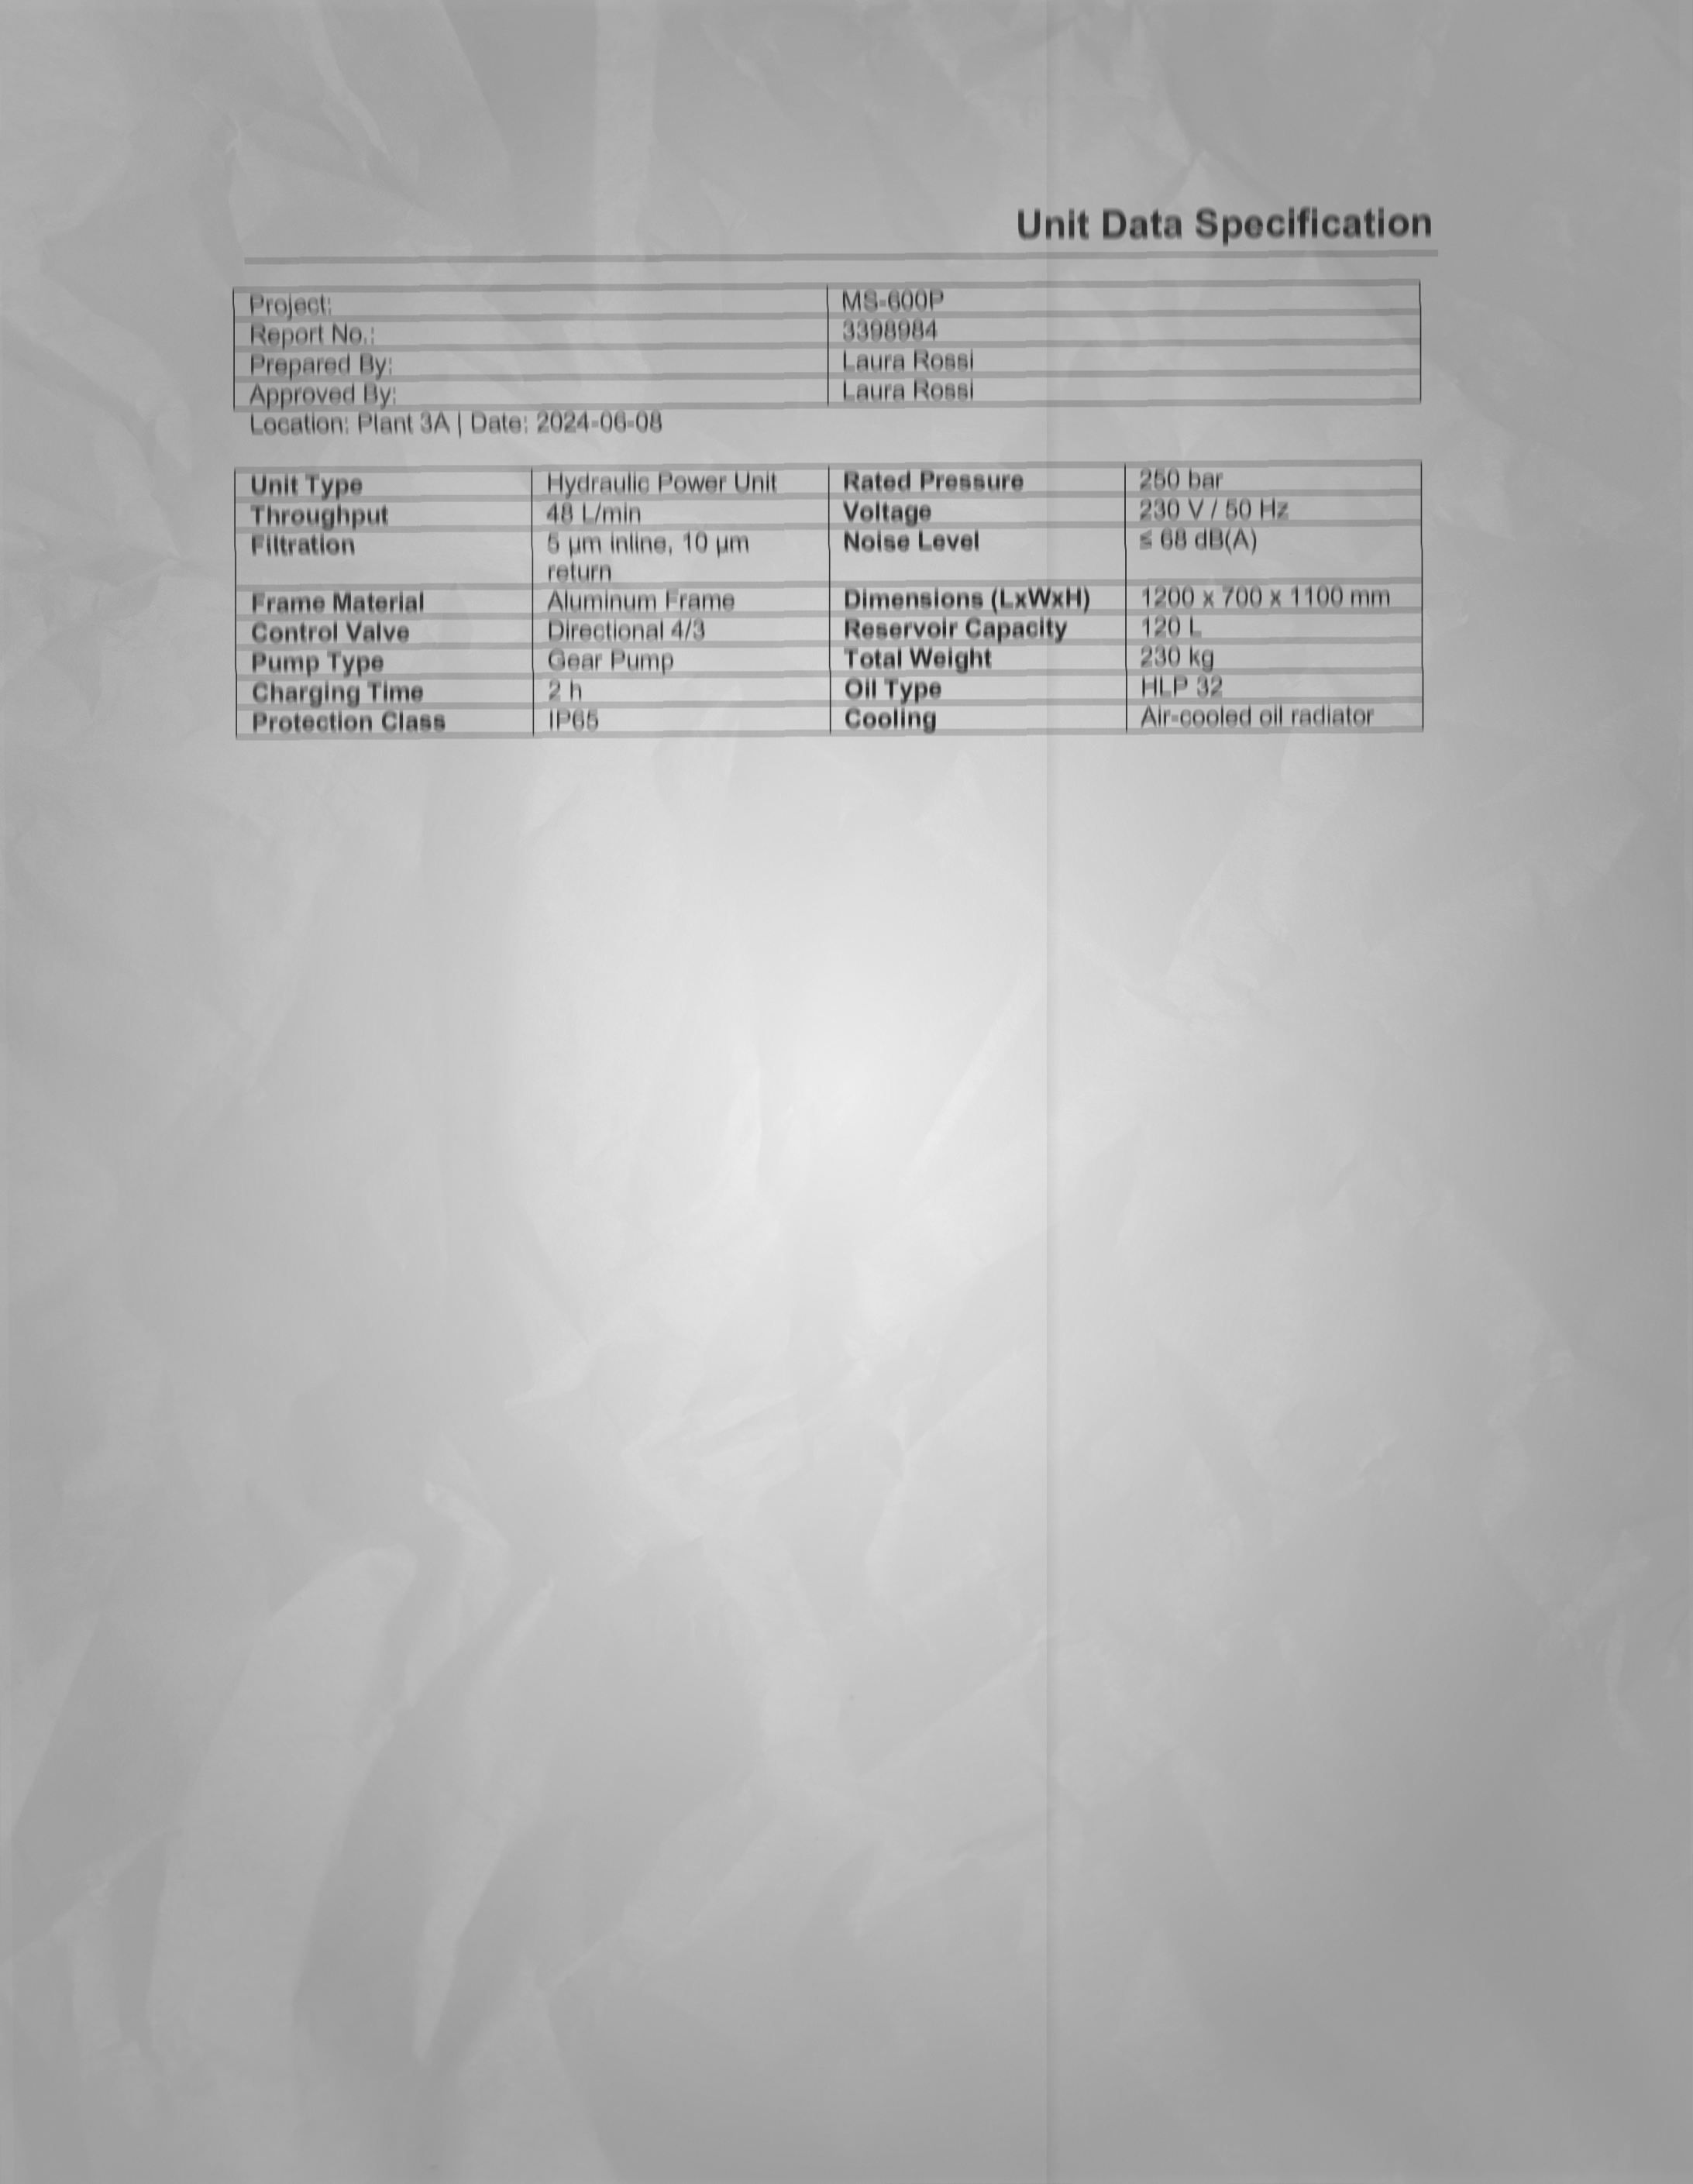 Unit Data Specification
Project: MS-600P
Report No.: 3398984
Prepared By: Laura Rossi
Approved By: Laura Rossi
Location: Plant 3A | Date: 2024-06-08
Unit Type Hydraulic Power Unit Rated Pressure 250 bar
Throughput 48 L/min Voltage 230 V / 50 Hz
Filtration 5 µm inline, 10 µm Noise Level ≤ 68 dB(A)
return
Frame Material Aluminum Frame Dimensions (LxWxH) 1200 x 700 x 1100 mm
Control Valve Directional 4/3 Reservoir Capacity 120 L
Pump Type Gear Pump Total Weight 230 kg
Charging Time 2 h Oil Type HLP 32
Protection Class IP65 Cooling Air-cooled oil radiator